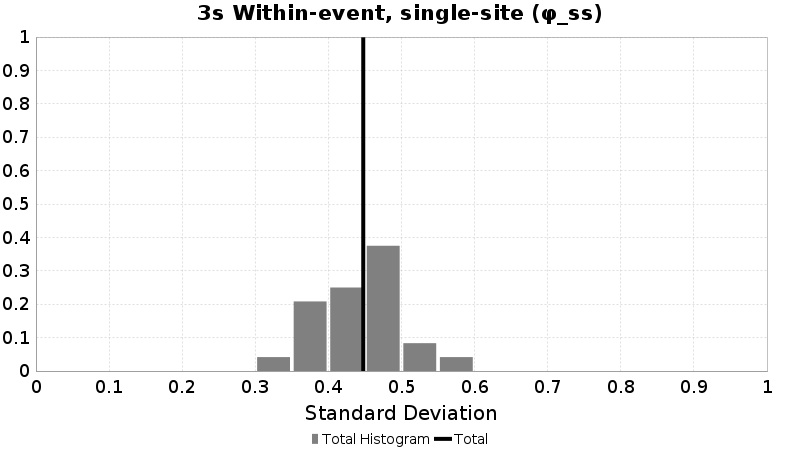 3s Within-event, single-site (φ_ss)
1
0.9
0.8
0.7
0.6
0.5
0.4
0.3
0.2
0.1
0
0 0.1 0.2 0.3 0.4 0.5 0.6 0.7 0.8 0.9 1
Standard Deviation
Total Histogram Total